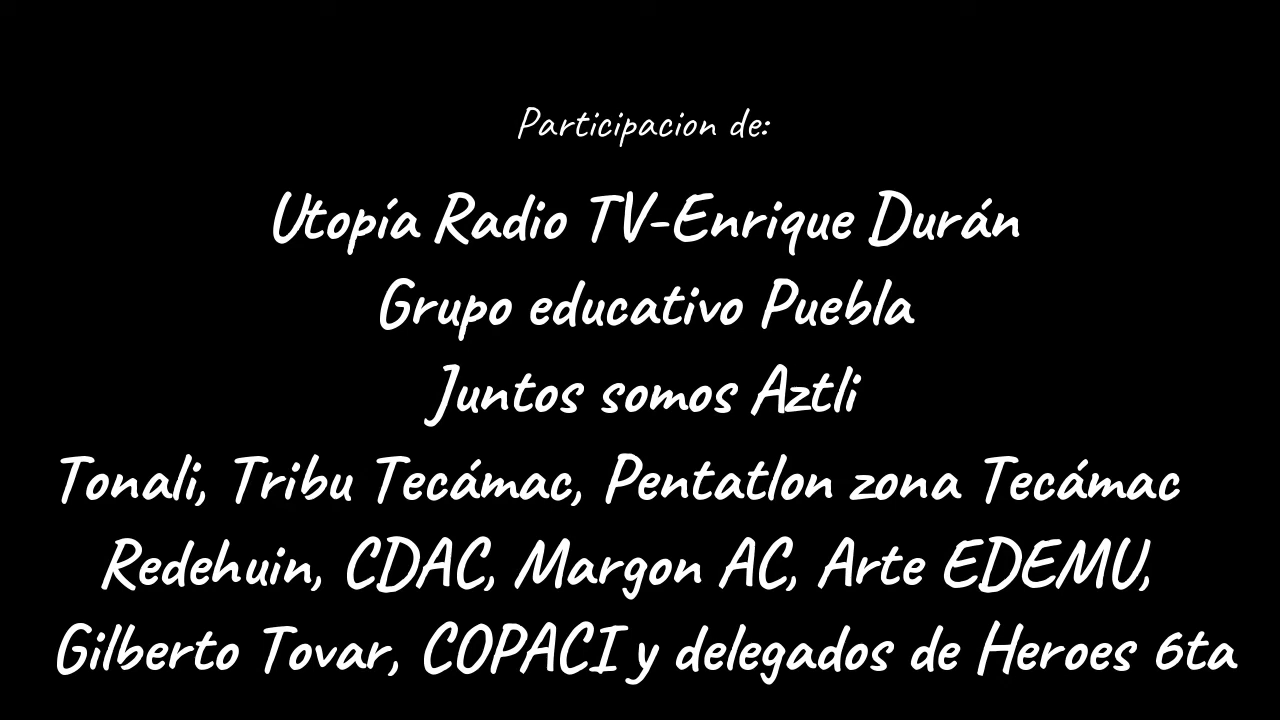 Participacion de:
Utopía Radio TV-Enrique Durán
Grupo educativo Puebla
Juntos somos Aztli
Tonali, Tribu Tecámac, Pentatlon zona Tecámac
Redehuin, CDAC, Margon AC, Arte EDEMU,
Gilberto Tovar, COPACI y delegados de Heroes 6ta